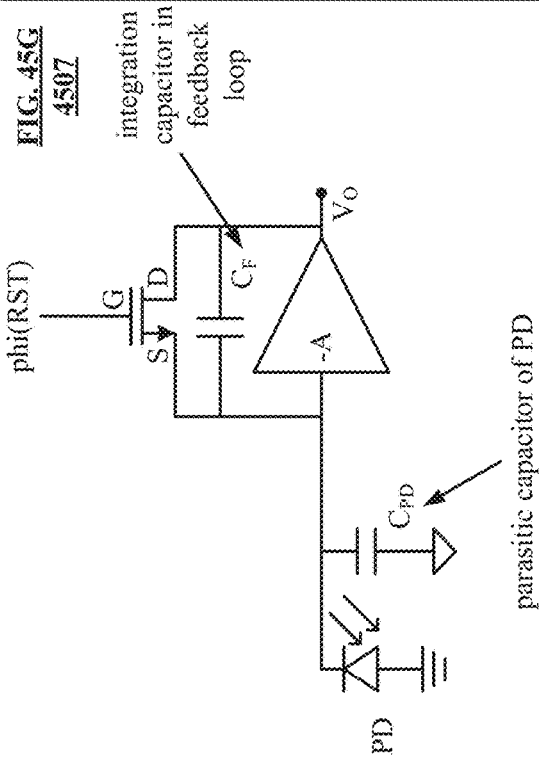 FIG. 45G
4507
integration
capacitor in
feedback
loop
phi(RST)
G
S
D
C_F
-A
V_O
C_PD
PD
parasitic capacitor of PD